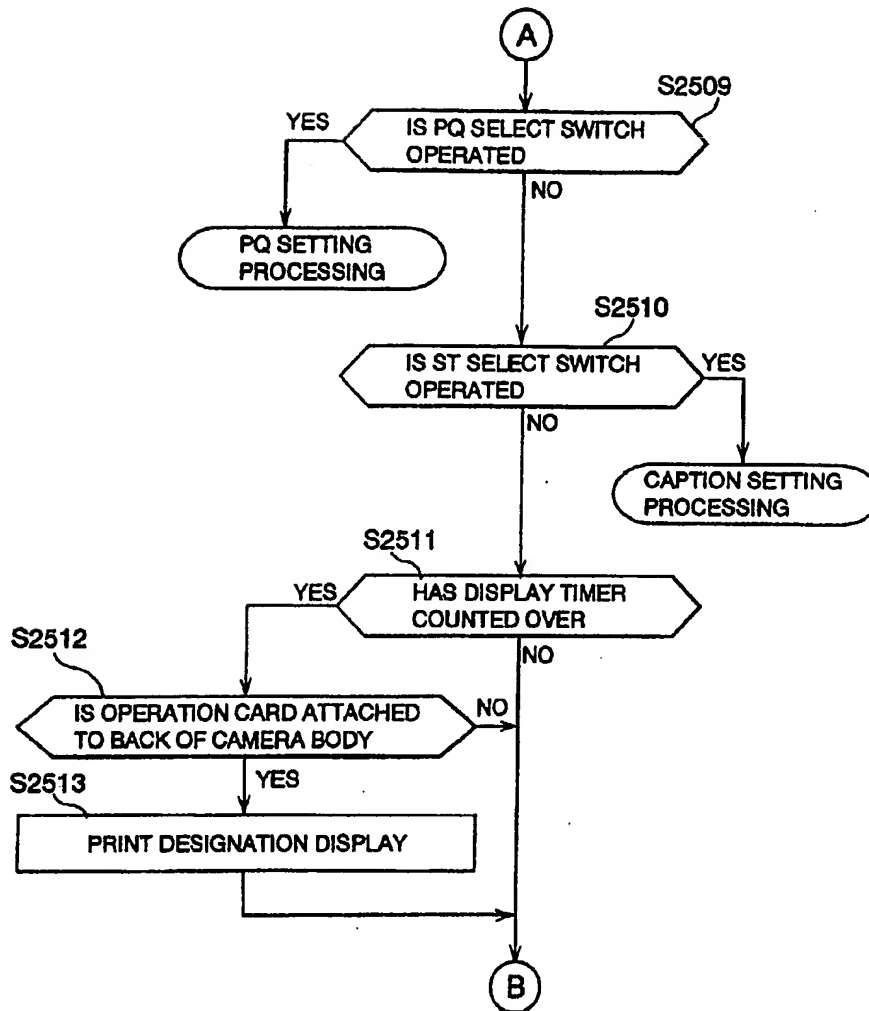 A
S2509
YES
IS PQ SELECT SWITCH
OPERATED
NO
PQ SETTING
PROCESSING
S2510
IS ST SELECT SWITCH
OPERATED
YES
NO
CAPTION SETTING
PROCESSING
S2511
YES
HAS DISPLAY TIMER
COUNTED OVER
NO
S2512
IS OPERATION CARD ATTACHED
TO BACK OF CAMERA BODY
NO
YES
S2513
PRINT DESIGNATION DISPLAY
B